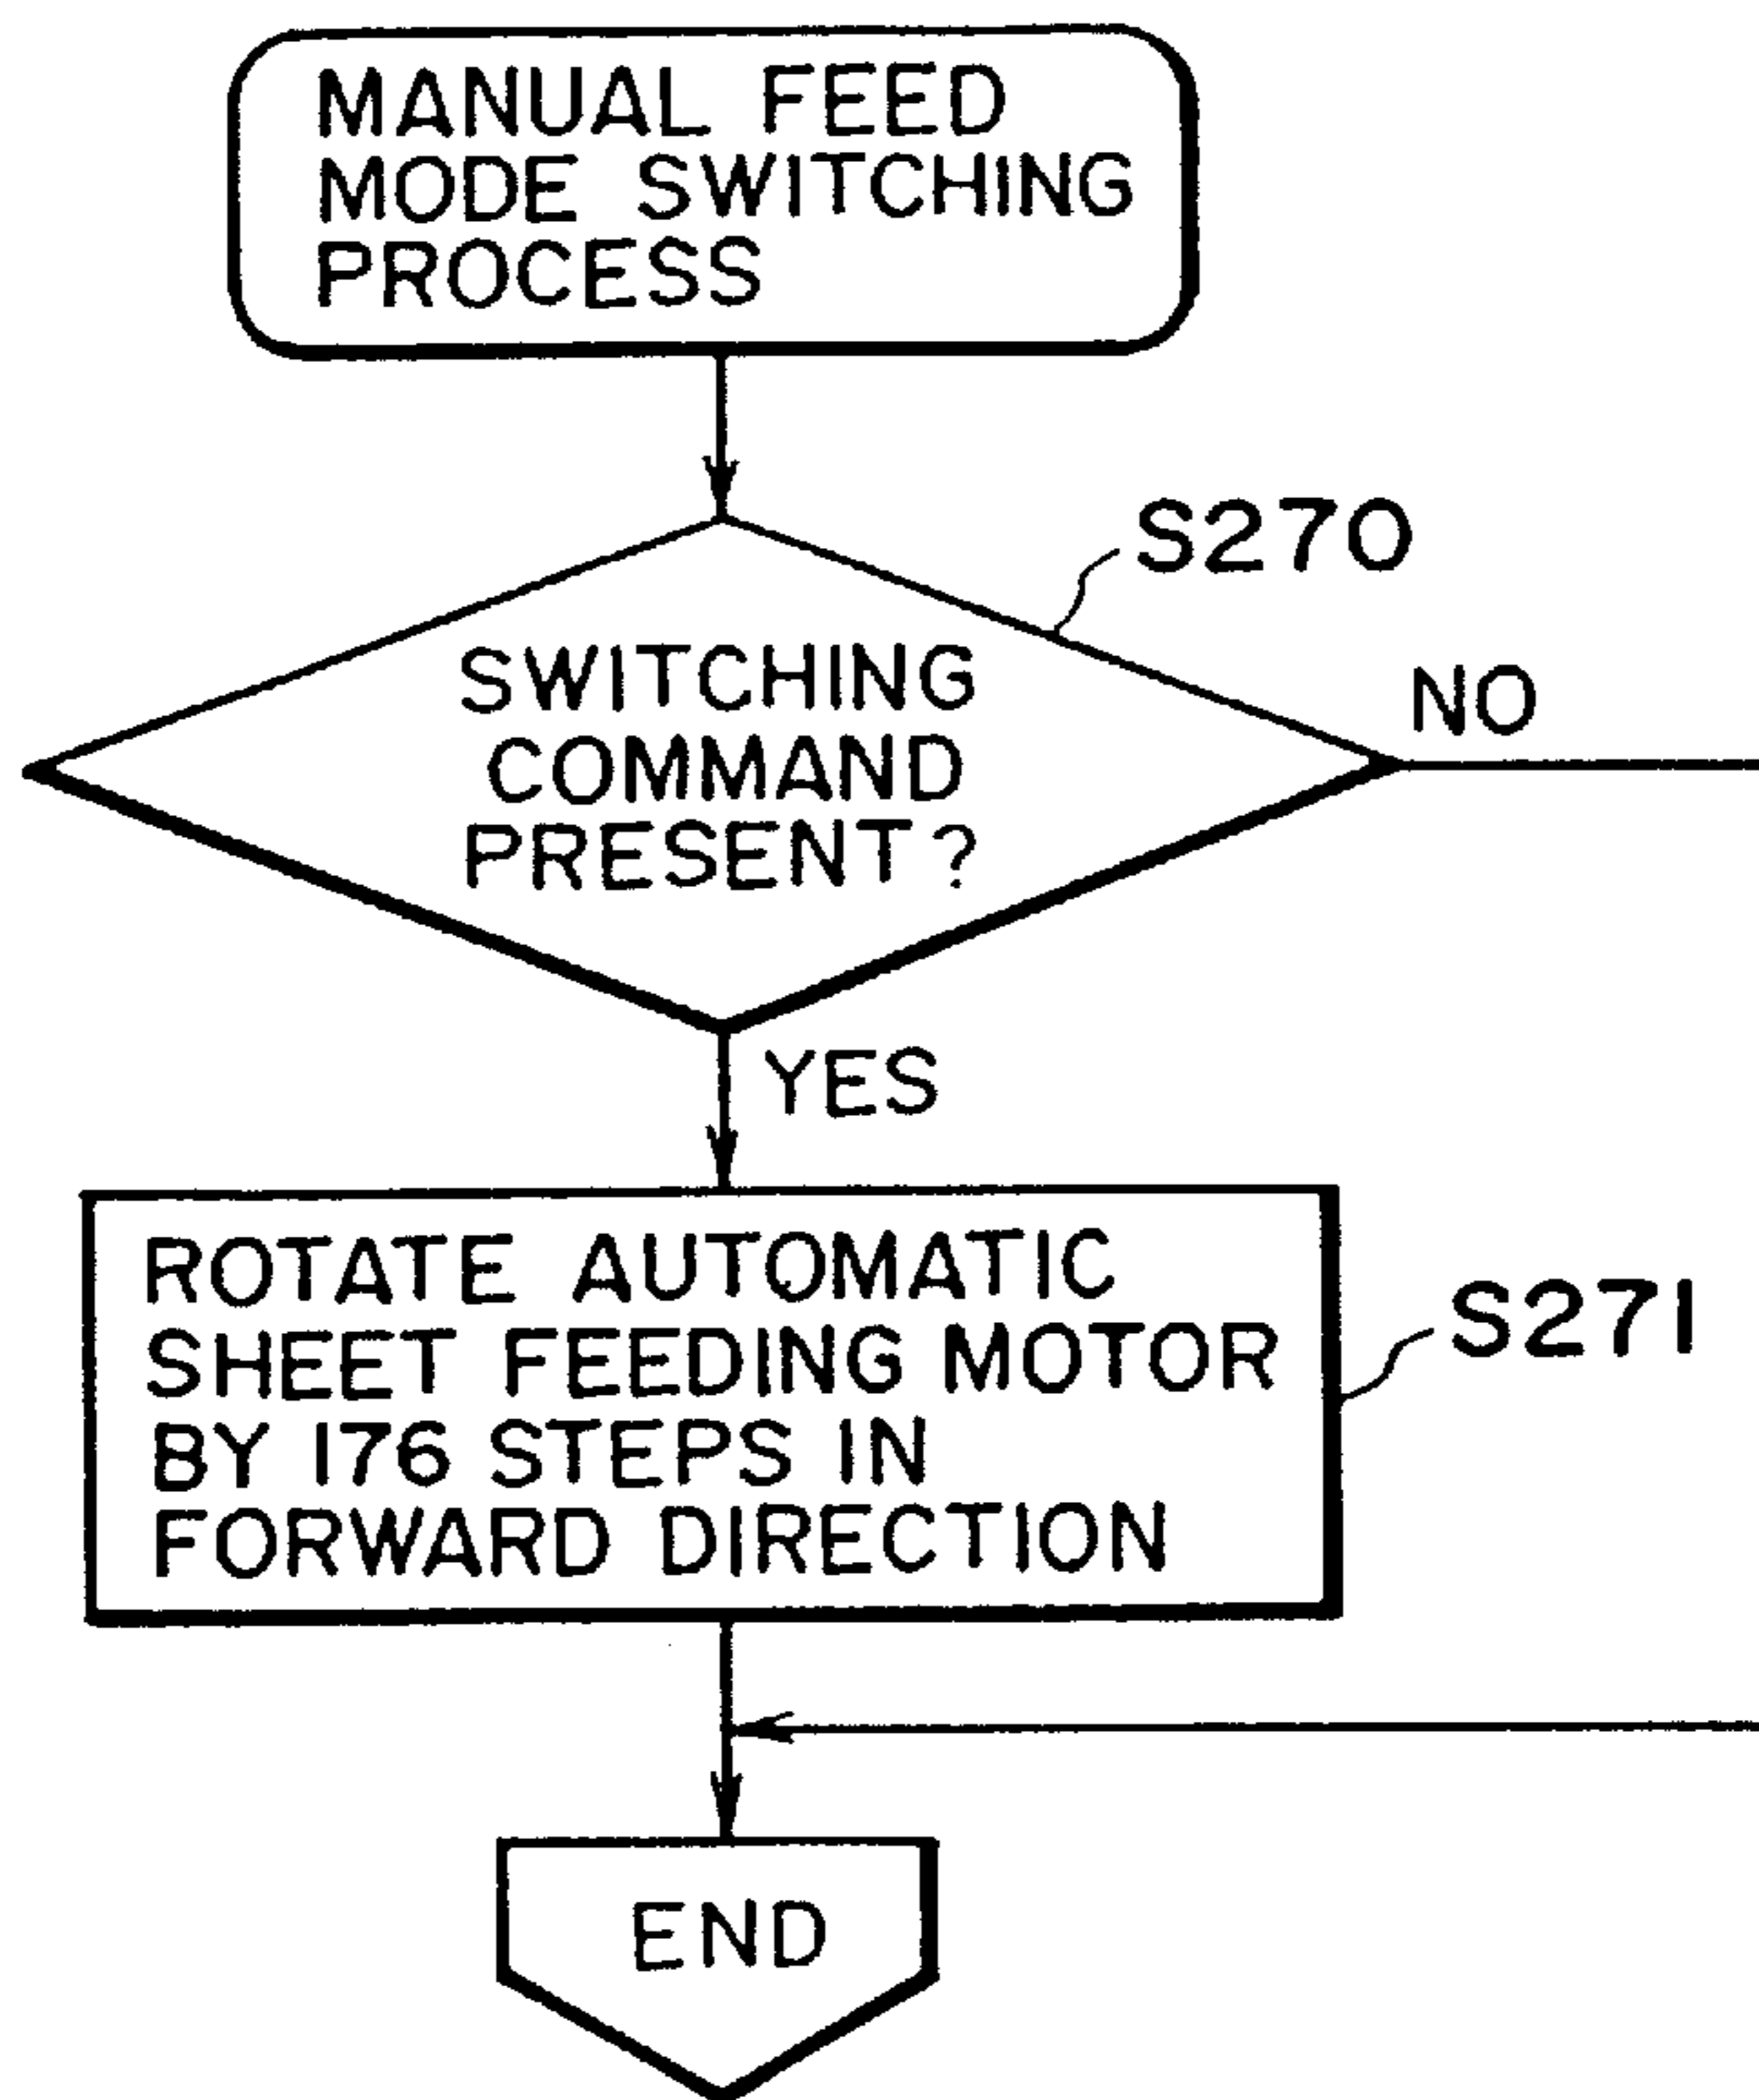 MANUAL FEED
MODE SWITCHING
PROCESS
S270
SWITCHING
COMMAND
PRESENT?
NO
YES
ROTATE AUTOMATIC
SHEET FEEDING MOTOR
BY 176 STEPS IN
FORWARD DIRECTION
S271
END